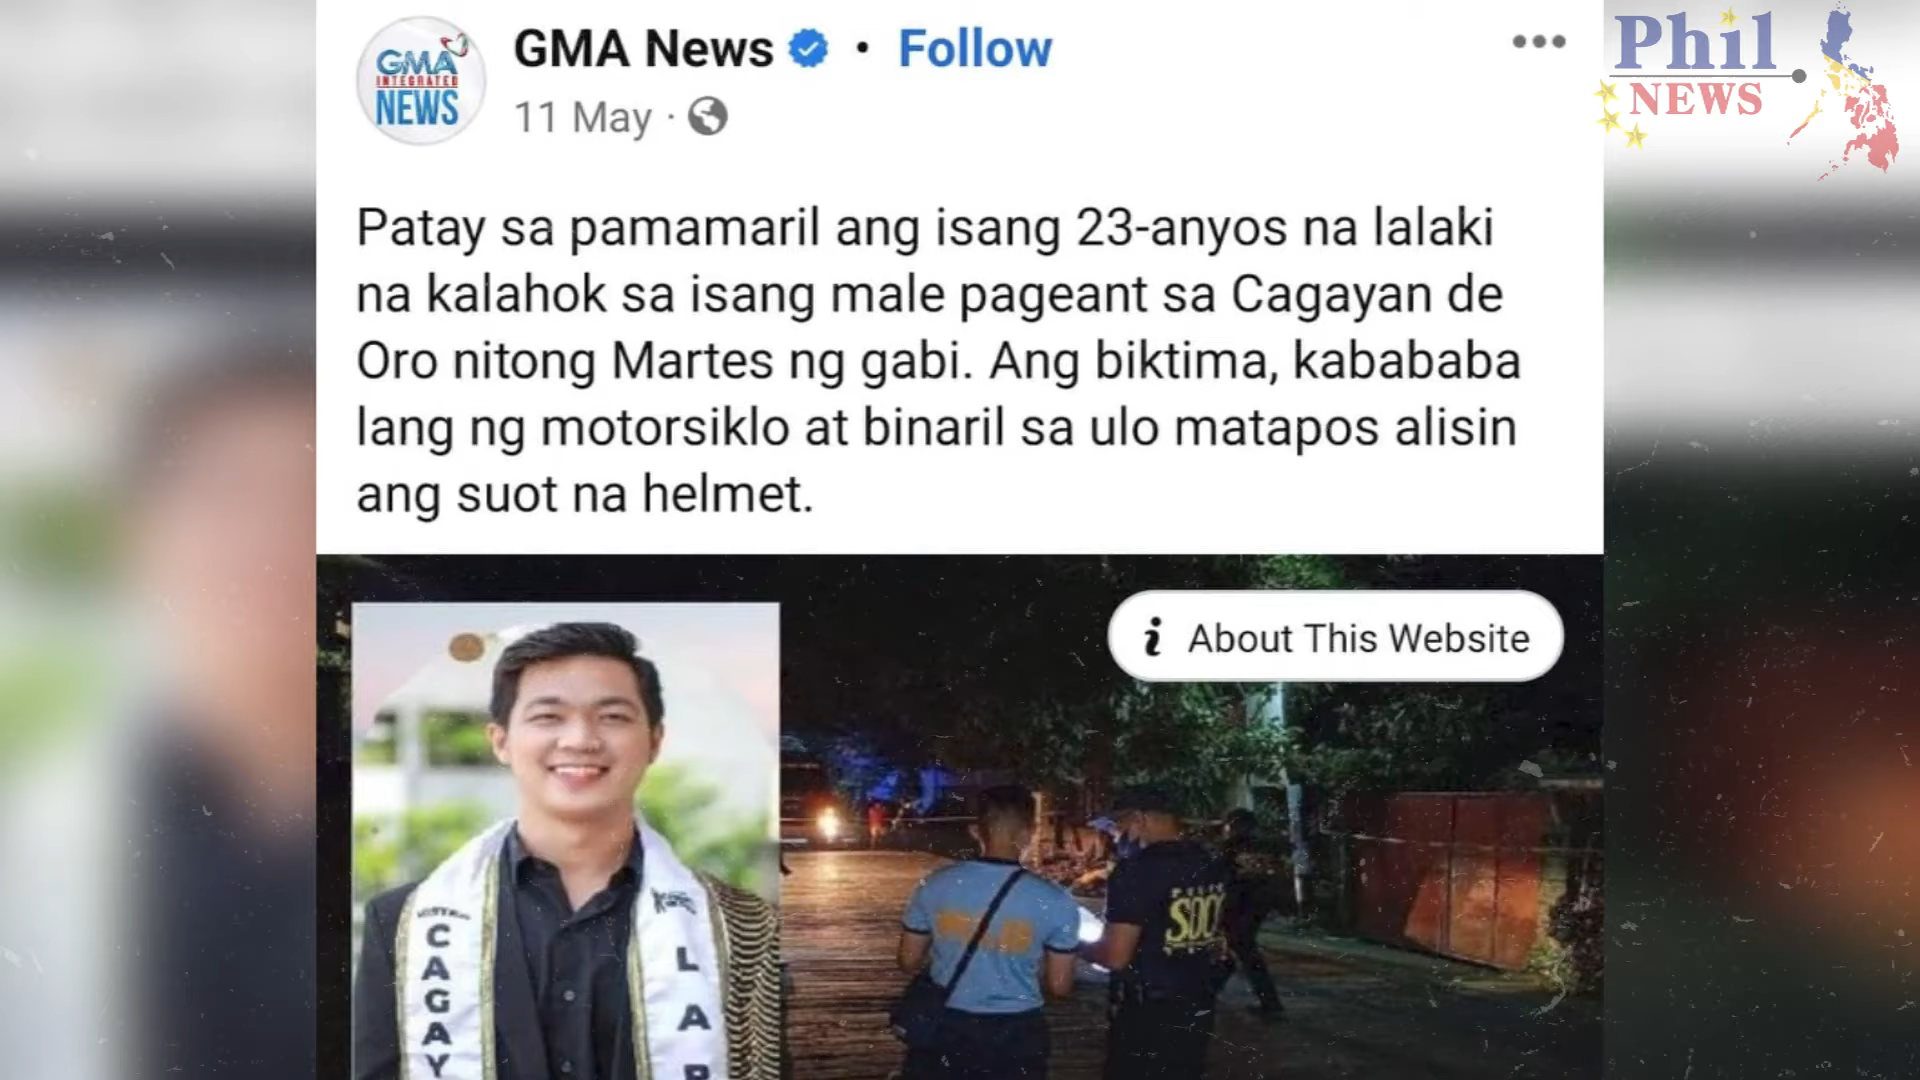 GMA
INTEGRATED
NEWS
GMA News • Follow
11 May ·
Phil
NEWS
Patay sa pamamaril ang isang 23-anyos na lalaki
na kalahok sa isang male pageant sa Cagayan de
Oro nitong Martes ng gabi. Ang biktima, kabababa
lang ng motorsiklo at binaril sa ulo matapos alisin
ang suot na helmet.
i About This Website
CAGAY
LAP
SOCO